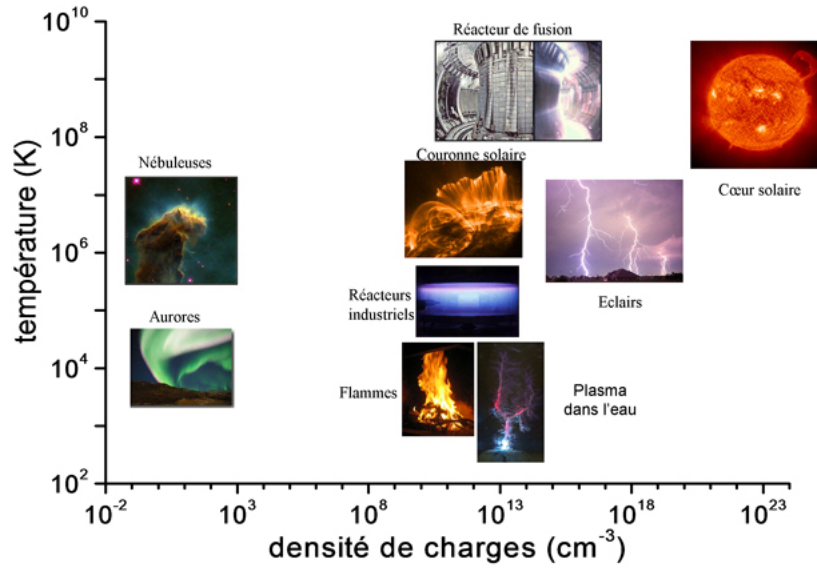 10^10
10^8
10^6
10^4
10^2
température (K)
Réacteur de fusion
Nébuleuses
Couronne solaire
Cœur solaire
Réacteurs
industriels
Eclairs
Aurores
Flammes
Plasma
dans l'eau
10^-2
10^3
10^8
10^13
10^18
10^23
densité de charges (cm^-3)